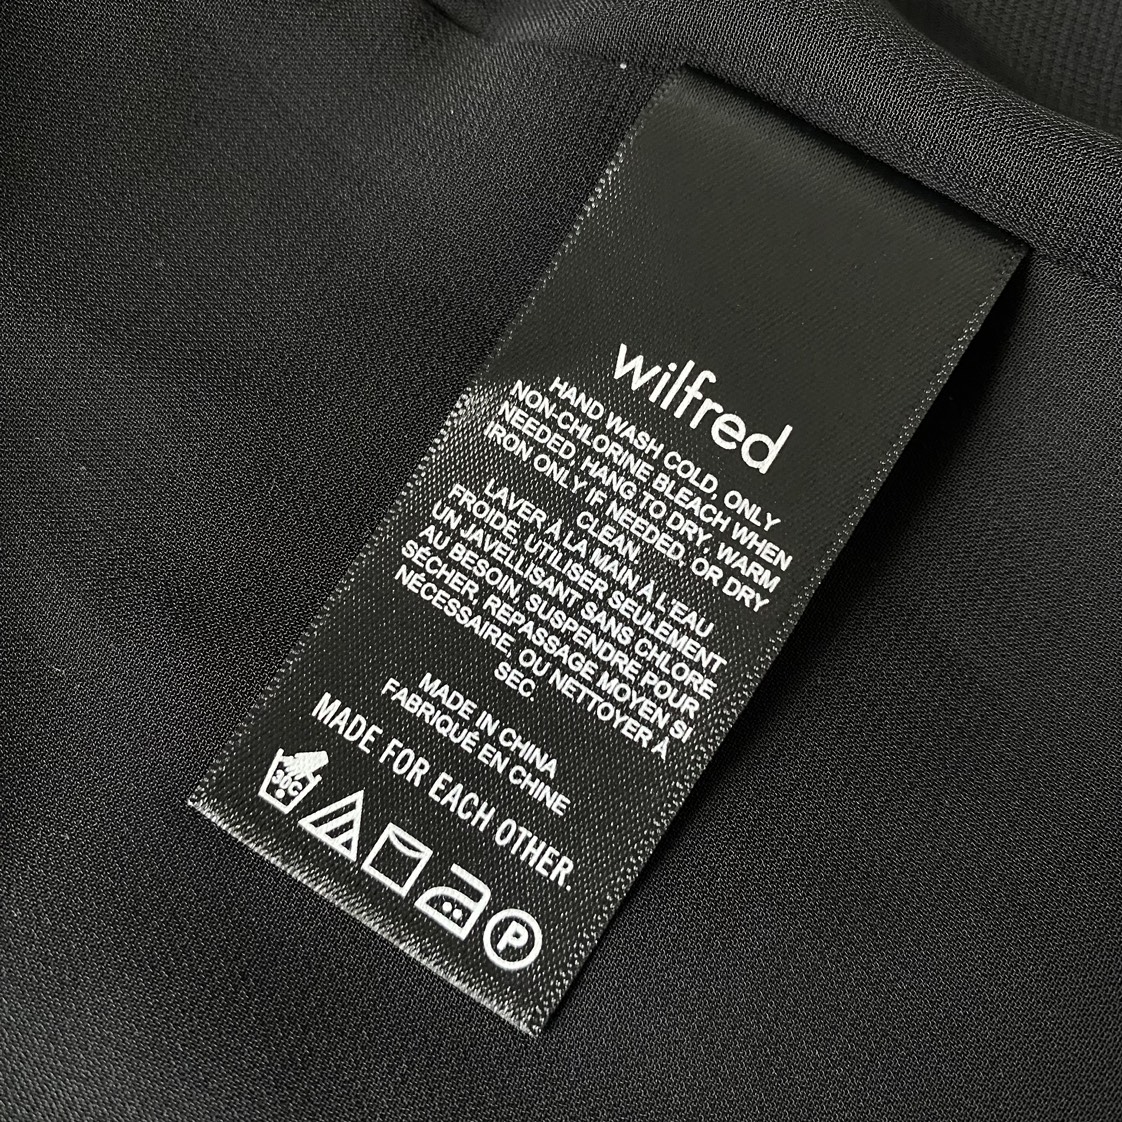 wilfred
HAND WASH COLD, ONLY
NON-CHLORINE BLEACH WHEN
NEEDED, HANG TO DRY, WARM
IRON ONLY IF NEEDED, OR DRY
CLEAN.
LAVER À LA MAIN À L'EAU
FROIDE, UTILISER SEULEMENT
UN JAVELLISANT SANS CHLORE
AU BESOIN, SUSPENDRE POUR
SÉCHER, REPASSAGE MOYEN SI
NÉCESSAIRE, OU NETTOYER À
SEC.
MADE IN CHINA
FABRIQUÉ EN CHINE
MADE FOR EACH OTHER.
30C
P